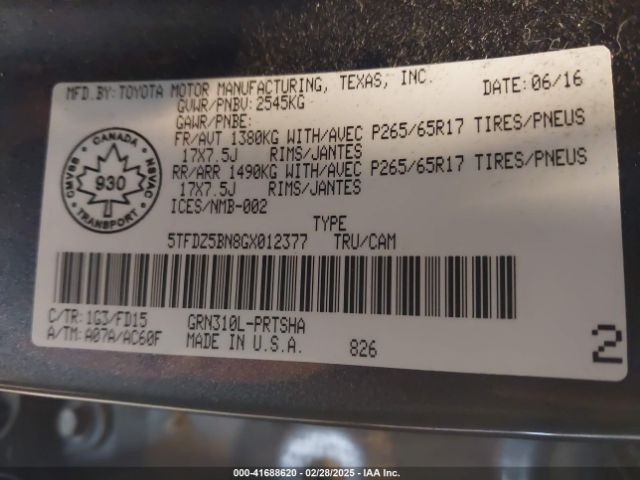 MFD.BY:TOYOTA MOTOR MANUFACTURING, TEXAS, INC. DATE:06/16
GVWR/PNBV:2545KG
GAWR/PNBE:
FR/AVT 1380KG WITH/AVEC P265/65R17 TIRES/PNEUS
17X7.5J RIMS/JANTES
RR/ARR 1490KG WITH/AVEC P265/65R17 TIRES/PNEUS
17X7.5J RIMS/JANTES
ICES/NMB-002
CANADA
CMVSS 930 NSVAC
TRANSPORT
TYPE
5TFDZ5BN8GX012377 TRU/CAM
C/TR:1G3/FD15 GRN310L-PRTSHA
A/TM:A07A/AC60F MADE IN U.S.A. 826
2
000-41688620 - 02/28/2025 - IAAI Inc.